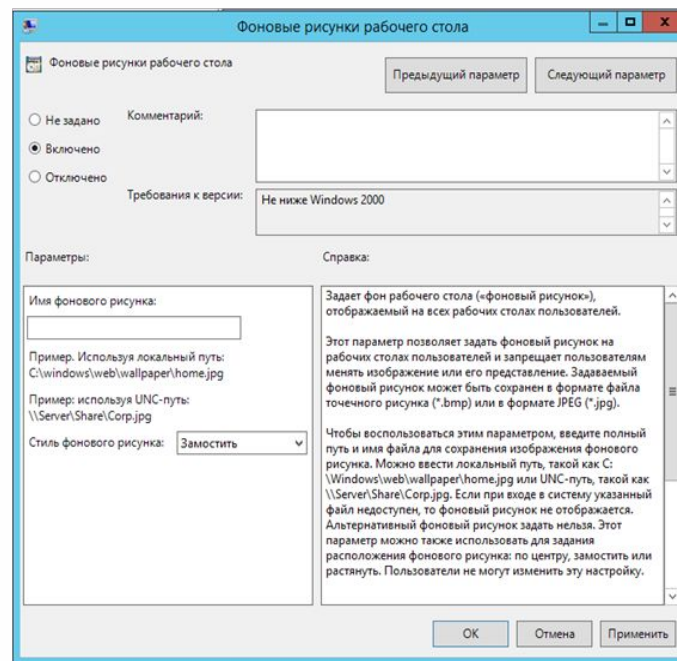 Фоновые рисунки рабочего стола
Фоновые рисунки рабочего стола
Предыдущий параметр
Следующий параметр
Не задано
Включено
Отключено
Комментарий:
Требования к версии:
Не ниже Windows 2000
Параметры:
Справка:
Имя фонового рисунка:
Пример. Используя локальный путь:
C:\windows\web\wallpaper\home.jpg
Пример: используя UNC-путь:
\\Server\Share\Corp.jpg
Стиль фонового рисунка:
Замостить
Задает фон рабочего стола («фоновый рисунок»),
отображаемый на всех рабочих столах пользователей.
Этот параметр позволяет задать фоновый рисунок на
рабочих столах пользователей и запрещает пользователям
менять изображение или его представление. Задаваемый
фоновый рисунок может быть сохранен в формате файла
точечного рисунка (*.bmp) или в формате JPEG (*.jpg).
Чтобы воспользоваться этим параметром, введите полный
путь и имя файла для сохранения изображения фонового
рисунка. Можно ввести локальный путь, такой как C:
\Windows\web\wallpaper\home.jpg или UNC-путь, такой как
\\Server\Share\Corp.jpg. Если при входе в систему указанный
файл недоступен, то фоновый рисунок не отображается.
Альтернативный фоновый рисунок задать нельзя. Этот
параметр можно также использовать для задания
расположения фонового рисунка: по центру, замостить или
растянуть. Пользователи не могут изменить эту настройку.
ОК
Отмена
Применить